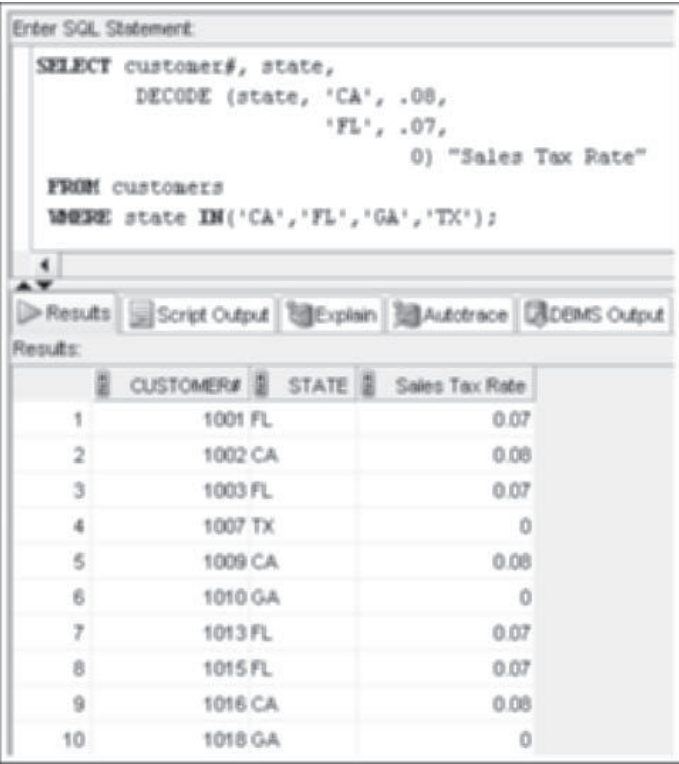 Enter SQL Statement:
SELECT customer#, state,
DECODE (state, 'CA', .08,
'FL', .07,
0) "Sales Tax Rate"
FROM customers
WHERE state IN('CA','FL','GA','TX');
Results Script Output Explain Autotrace DBMS Output
Results:
CUSTOMER# STATE Sales Tax Rate
1 1001 FL 0.07
2 1002 CA 0.08
3 1003 FL 0.07
4 1007 TX 0
5 1009 CA 0.08
6 1010 GA 0
7 1013 FL 0.07
8 1015 FL 0.07
9 1016 CA 0.08
10 1018 GA 0